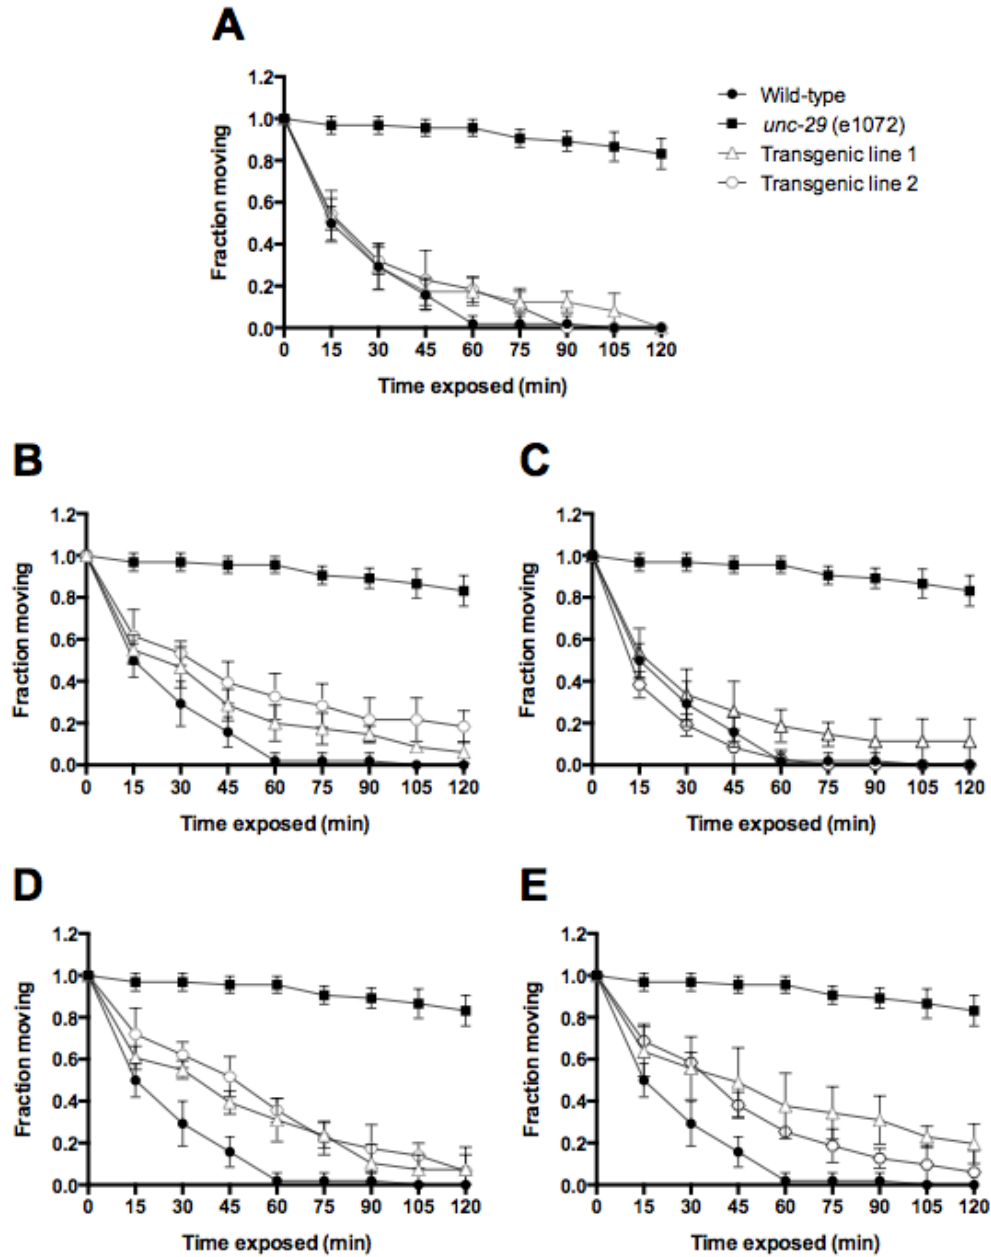 A
1.2
1.0
0.8
0.6
0.4
0.2
0.0
Fraction moving
0 15 30 45 60 75 90 105 120
Time exposed (min)
Wild-type
unc-29 (e1072)
Transgenic line 1
Transgenic line 2
B
1.2
1.0
0.8
0.6
0.4
0.2
0.0
Fraction moving
0 15 30 45 60 75 90 105 120
Time exposed (min)
C
1.2
1.0
0.8
0.6
0.4
0.2
0.0
Fraction moving
0 15 30 45 60 75 90 105 120
Time exposed (min)
D
1.2
1.0
0.8
0.6
0.4
0.2
0.0
Fraction moving
0 15 30 45 60 75 90 105 120
Time exposed (min)
E
1.2
1.0
0.8
0.6
0.4
0.2
0.0
Fraction moving
0 15 30 45 60 75 90 105 120
Time exposed (min)